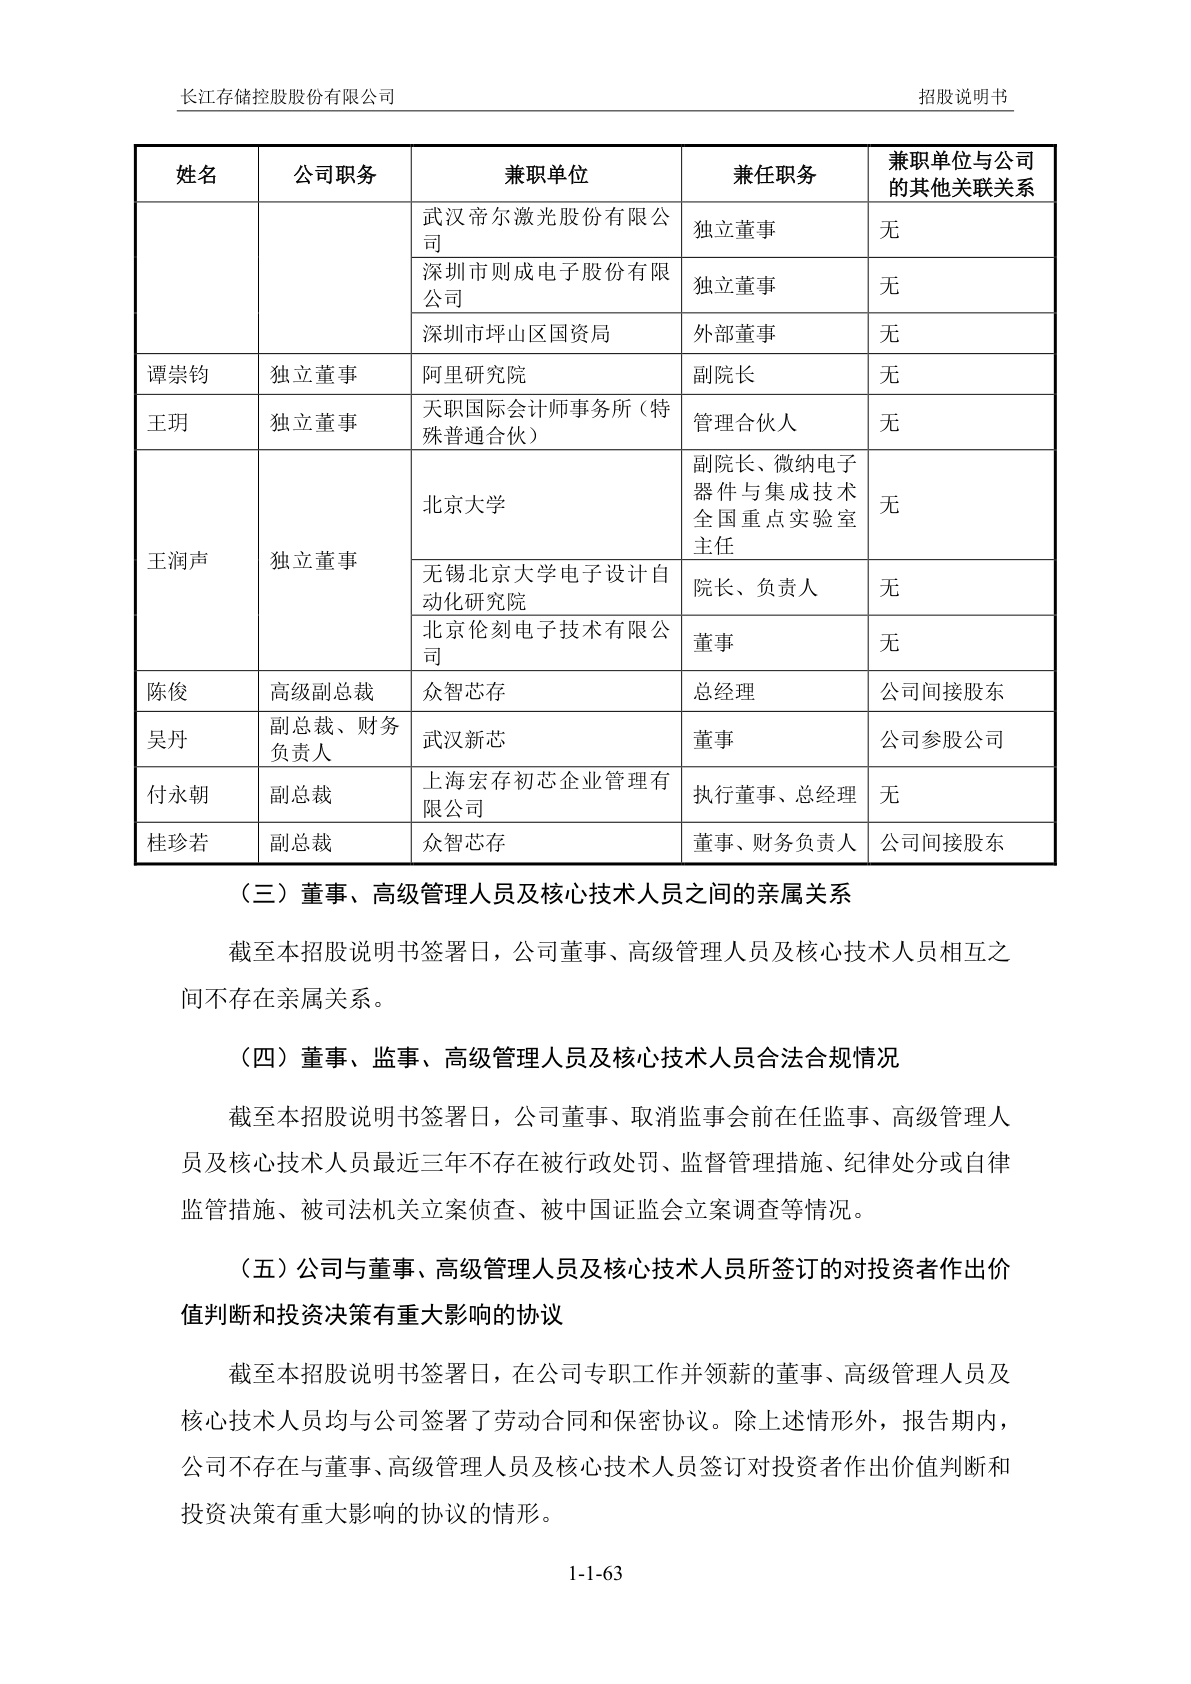 长江存储控股股份有限公司 招股说明书
姓名 公司职务 兼职单位 兼任职务 兼职单位与公司
的其他关联关系
武汉帝尔激光股份有限公
司 独立董事 无
深圳市则成电子股份有限
公司 独立董事 无
深圳市坪山区国资局 外部董事 无
谭崇钧 独立董事 阿里研究院 副院长 无
王玥 独立董事 天职国际会计师事务所（特
殊普通合伙） 管理合伙人 无
王润声 独立董事 北京大学 副院长、微纳电子
器件与集成技术
全国重点实验室
主任 无
无锡北京大学电子设计自
动化研究院 院长、负责人 无
北京伦刻电子技术有限公
司 董事 无
陈俊 高级副总裁 众智芯存 总经理 公司间接股东
吴丹 副总裁、财务
负责人 武汉新芯 董事 公司参股公司
付永朝 副总裁 上海宏存初芯企业管理有
限公司 执行董事、总经理 无
桂珍若 副总裁 众智芯存 董事、财务负责人 公司间接股东
（三）董事、高级管理人员及核心技术人员之间的亲属关系
截至本招股说明书签署日，公司董事、高级管理人员及核心技术人员相互之
间不存在亲属关系。
（四）董事、监事、高级管理人员及核心技术人员合法合规情况
截至本招股说明书签署日，公司董事、取消监事会前在任监事、高级管理人
员及核心技术人员最近三年不存在被行政处罚、监督管理措施、纪律处分或自律
监管措施、被司法机关立案侦查、被中国证监会立案调查等情况。
（五）公司与董事、高级管理人员及核心技术人员所签订的对投资者作出价
值判断和投资决策有重大影响的协议
截至本招股说明书签署日，在公司专职工作并领薪的董事、高级管理人员及
核心技术人员均与公司签署了劳动合同和保密协议。除上述情形外，报告期内，
公司不存在与董事、高级管理人员及核心技术人员签订对投资者作出价值判断和
投资决策有重大影响的协议的情形。
1-1-63